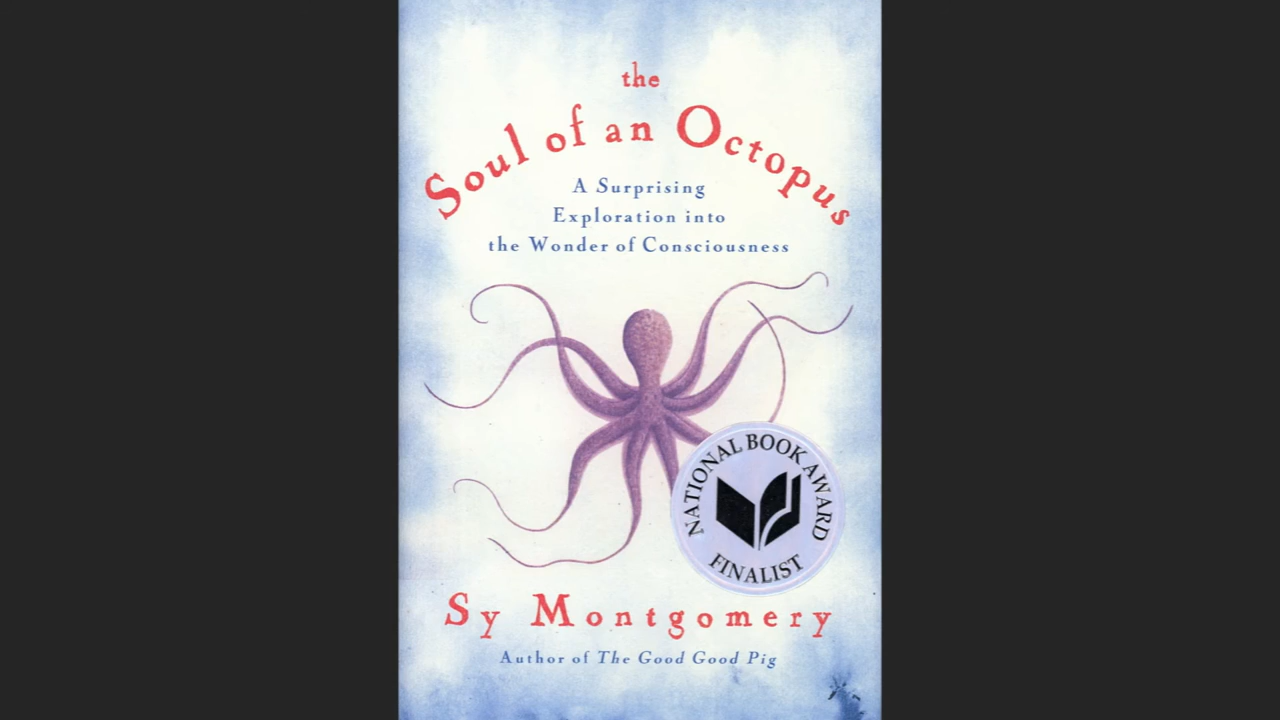 the
Soul of an Octopus
A Surprising
Exploration into
the Wonder of Consciousness
NATIONAL BOOK AWARD
FINALIST
Sy Montgomery
Author of The Good Good Pig